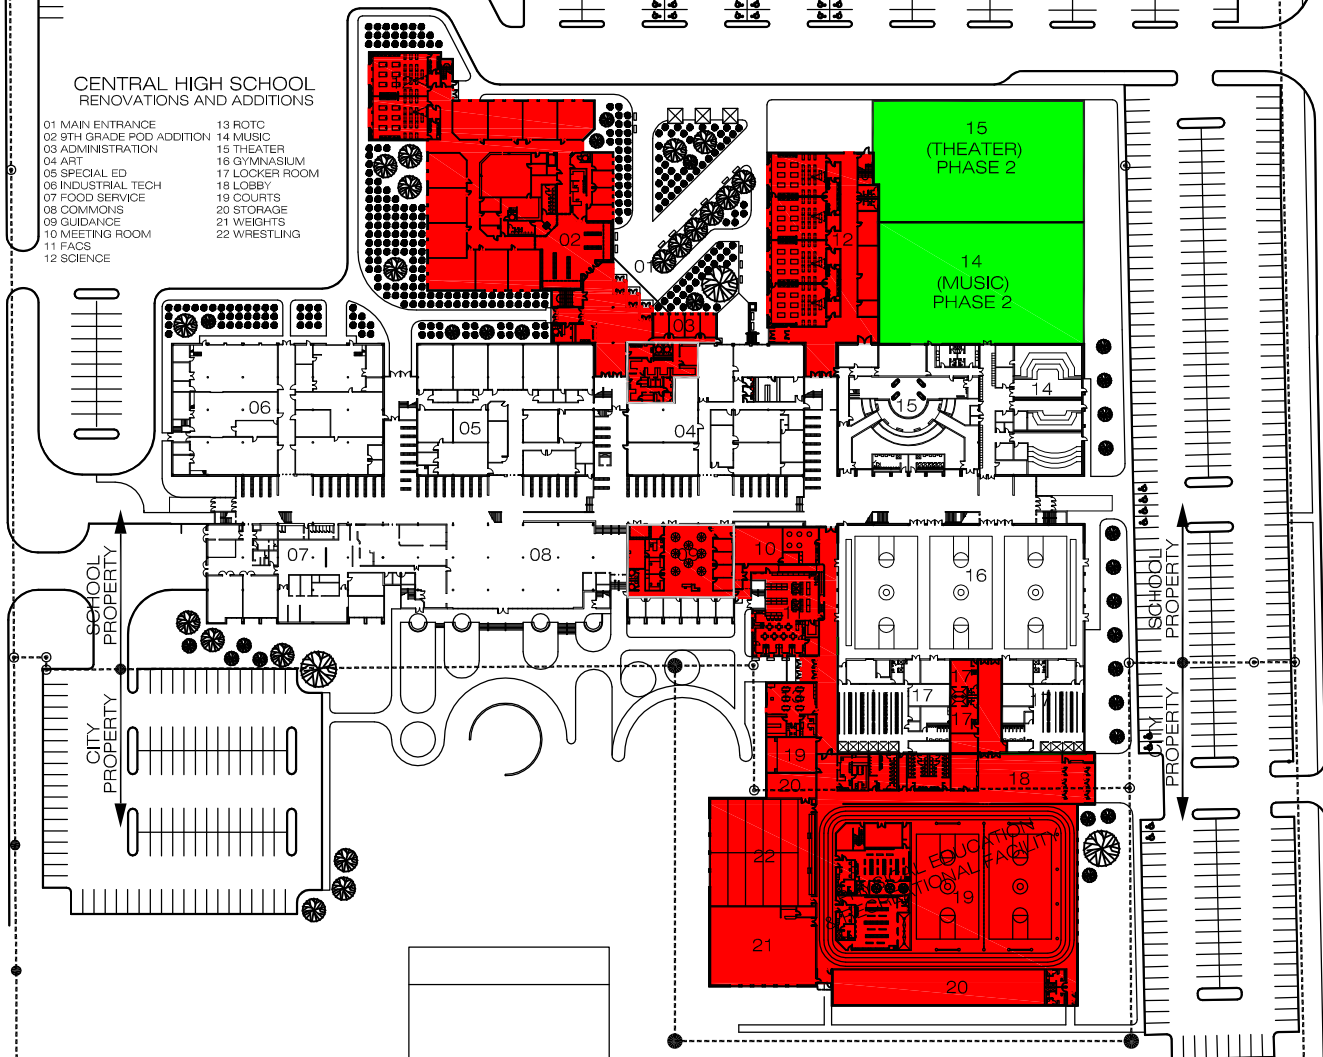 CENTRAL HIGH SCHOOL
RENOVATIONS AND ADDITIONS
01 MAIN ENTRANCE
02 9TH GRADE POD ADDITION
03 ADMINISTRATION
04 ART
05 SPECIAL ED
06 INDUSTRIAL TECH
07 FOOD SERVICE
08 COMMONS
09 GUIDANCE
10 MEETING ROOM
11 FACS
12 SCIENCE
13 ROTC
14 MUSIC
15 THEATER
16 GYMNASIUM
17 LOCKER ROOM
18 LOBBY
19 COURTS
20 STORAGE
21 WEIGHTS
22 WRESTLING
15
(THEATER)
PHASE 2
14
(MUSIC)
PHASE 2
02
01
12
03
06
05
04
15
14
07
08
10
16
17
17
17
17
19
20
18
22
19
21
20
SCHOOL
PROPERTY
CITY
PROPERTY
SCHOOL
PROPERTY
CITY
PROPERTY
EDUCATION
FACILITY